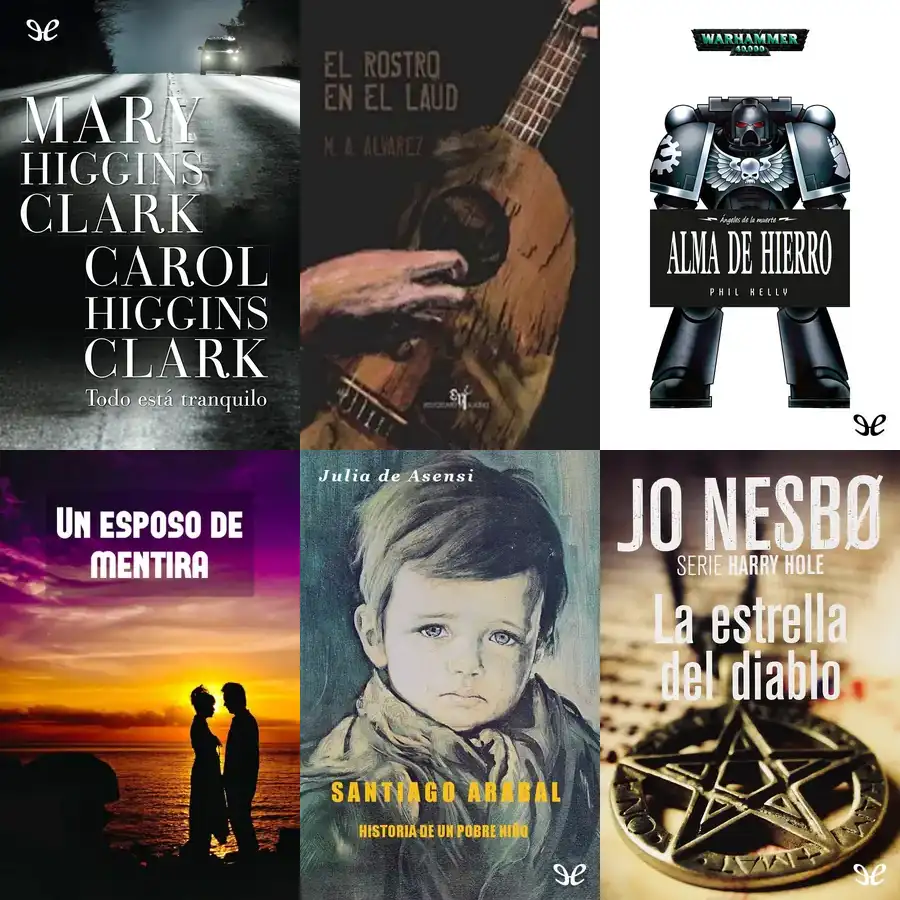 MARY
HIGGINS
CLARK
CAROL
HIGGINS
CLARK
Todo está tranquilo
EL ROSTRO
EN EL LAUD
M. A. ALVAREZ
WARHAMMER
40,000
Ángeles de la muerte
ALMA DE HIERRO
PHIL KELLY
UN ESPOSO DE
MENTIRA
Julia de Asensi
SANTIAGO ARABAL
HISTORIA DE UN POBRE NIÑO
JO NESBØ
SERIE HARRY HOLE
La estrella
del diablo